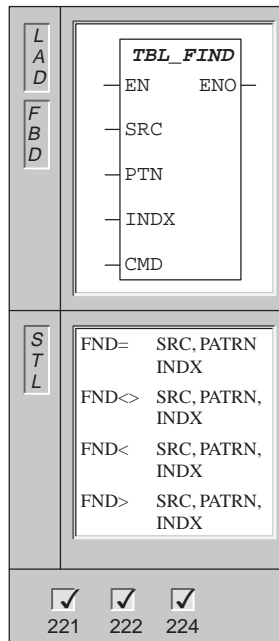 L
A
D
F
B
D
TBL_FIND
EN ENO
SRC
PTN
INDX
CMD
S
T
L
FND= SRC, PATRN
INDX
FND<> SRC, PATRN,
INDX
FND< SRC, PATRN,
INDX
FND> SRC, PATRN,
INDX
221 222 224